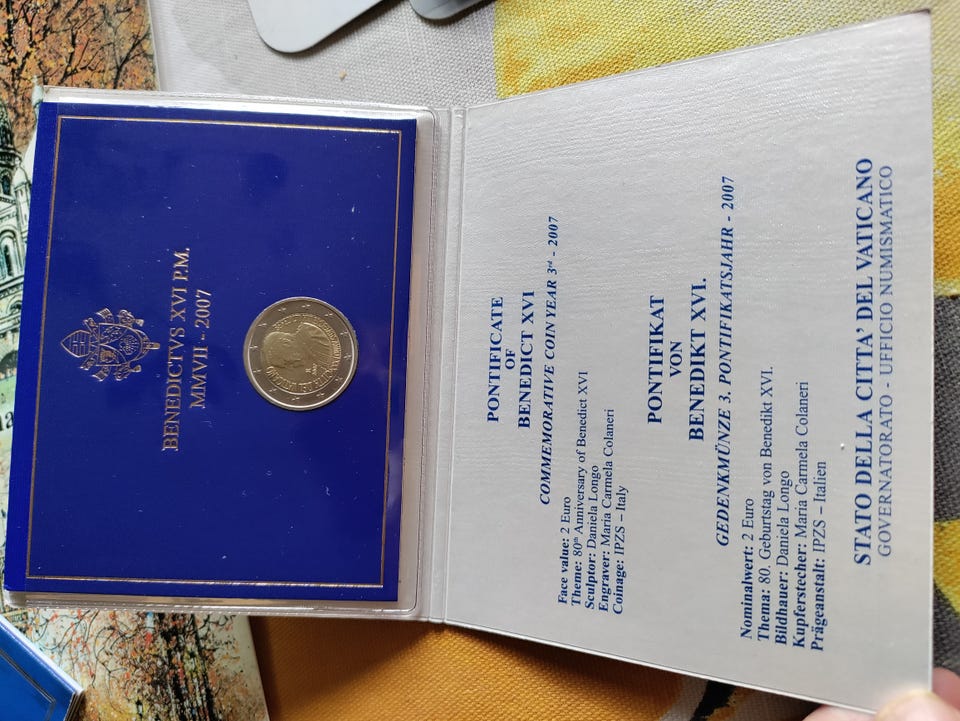 BENEDICTVS XVI P.M.
MMVII - 2007
PONTIFICATE
OF
BENEDICT XVI
COMMEMORATIVE COIN YEAR 3rd - 2007
Face value: 2 Euro
Theme: 80th Anniversary of Benedict XVI
Sculptor: Daniela Longo
Engraver: Maria Carmela Colaneri
Coinage: IPZS – Italy
PONTIFIKAT
VON
BENEDIKT XVI.
GEDENKMÜNZE 3. PONTIFIKATSJAHR - 2007
Nominalwert: 2 Euro
Thema: 80. Geburtstag von Benedikt XVI.
Bildhauer: Daniela Longo
Kupferstecher: Maria Carmela Colaneri
Prägeanstalt: IPZS – Italien
STATO DELLA CITTA' DEL VATICANO
GOVERNATORATO - UFFICIO NUMISMATICO